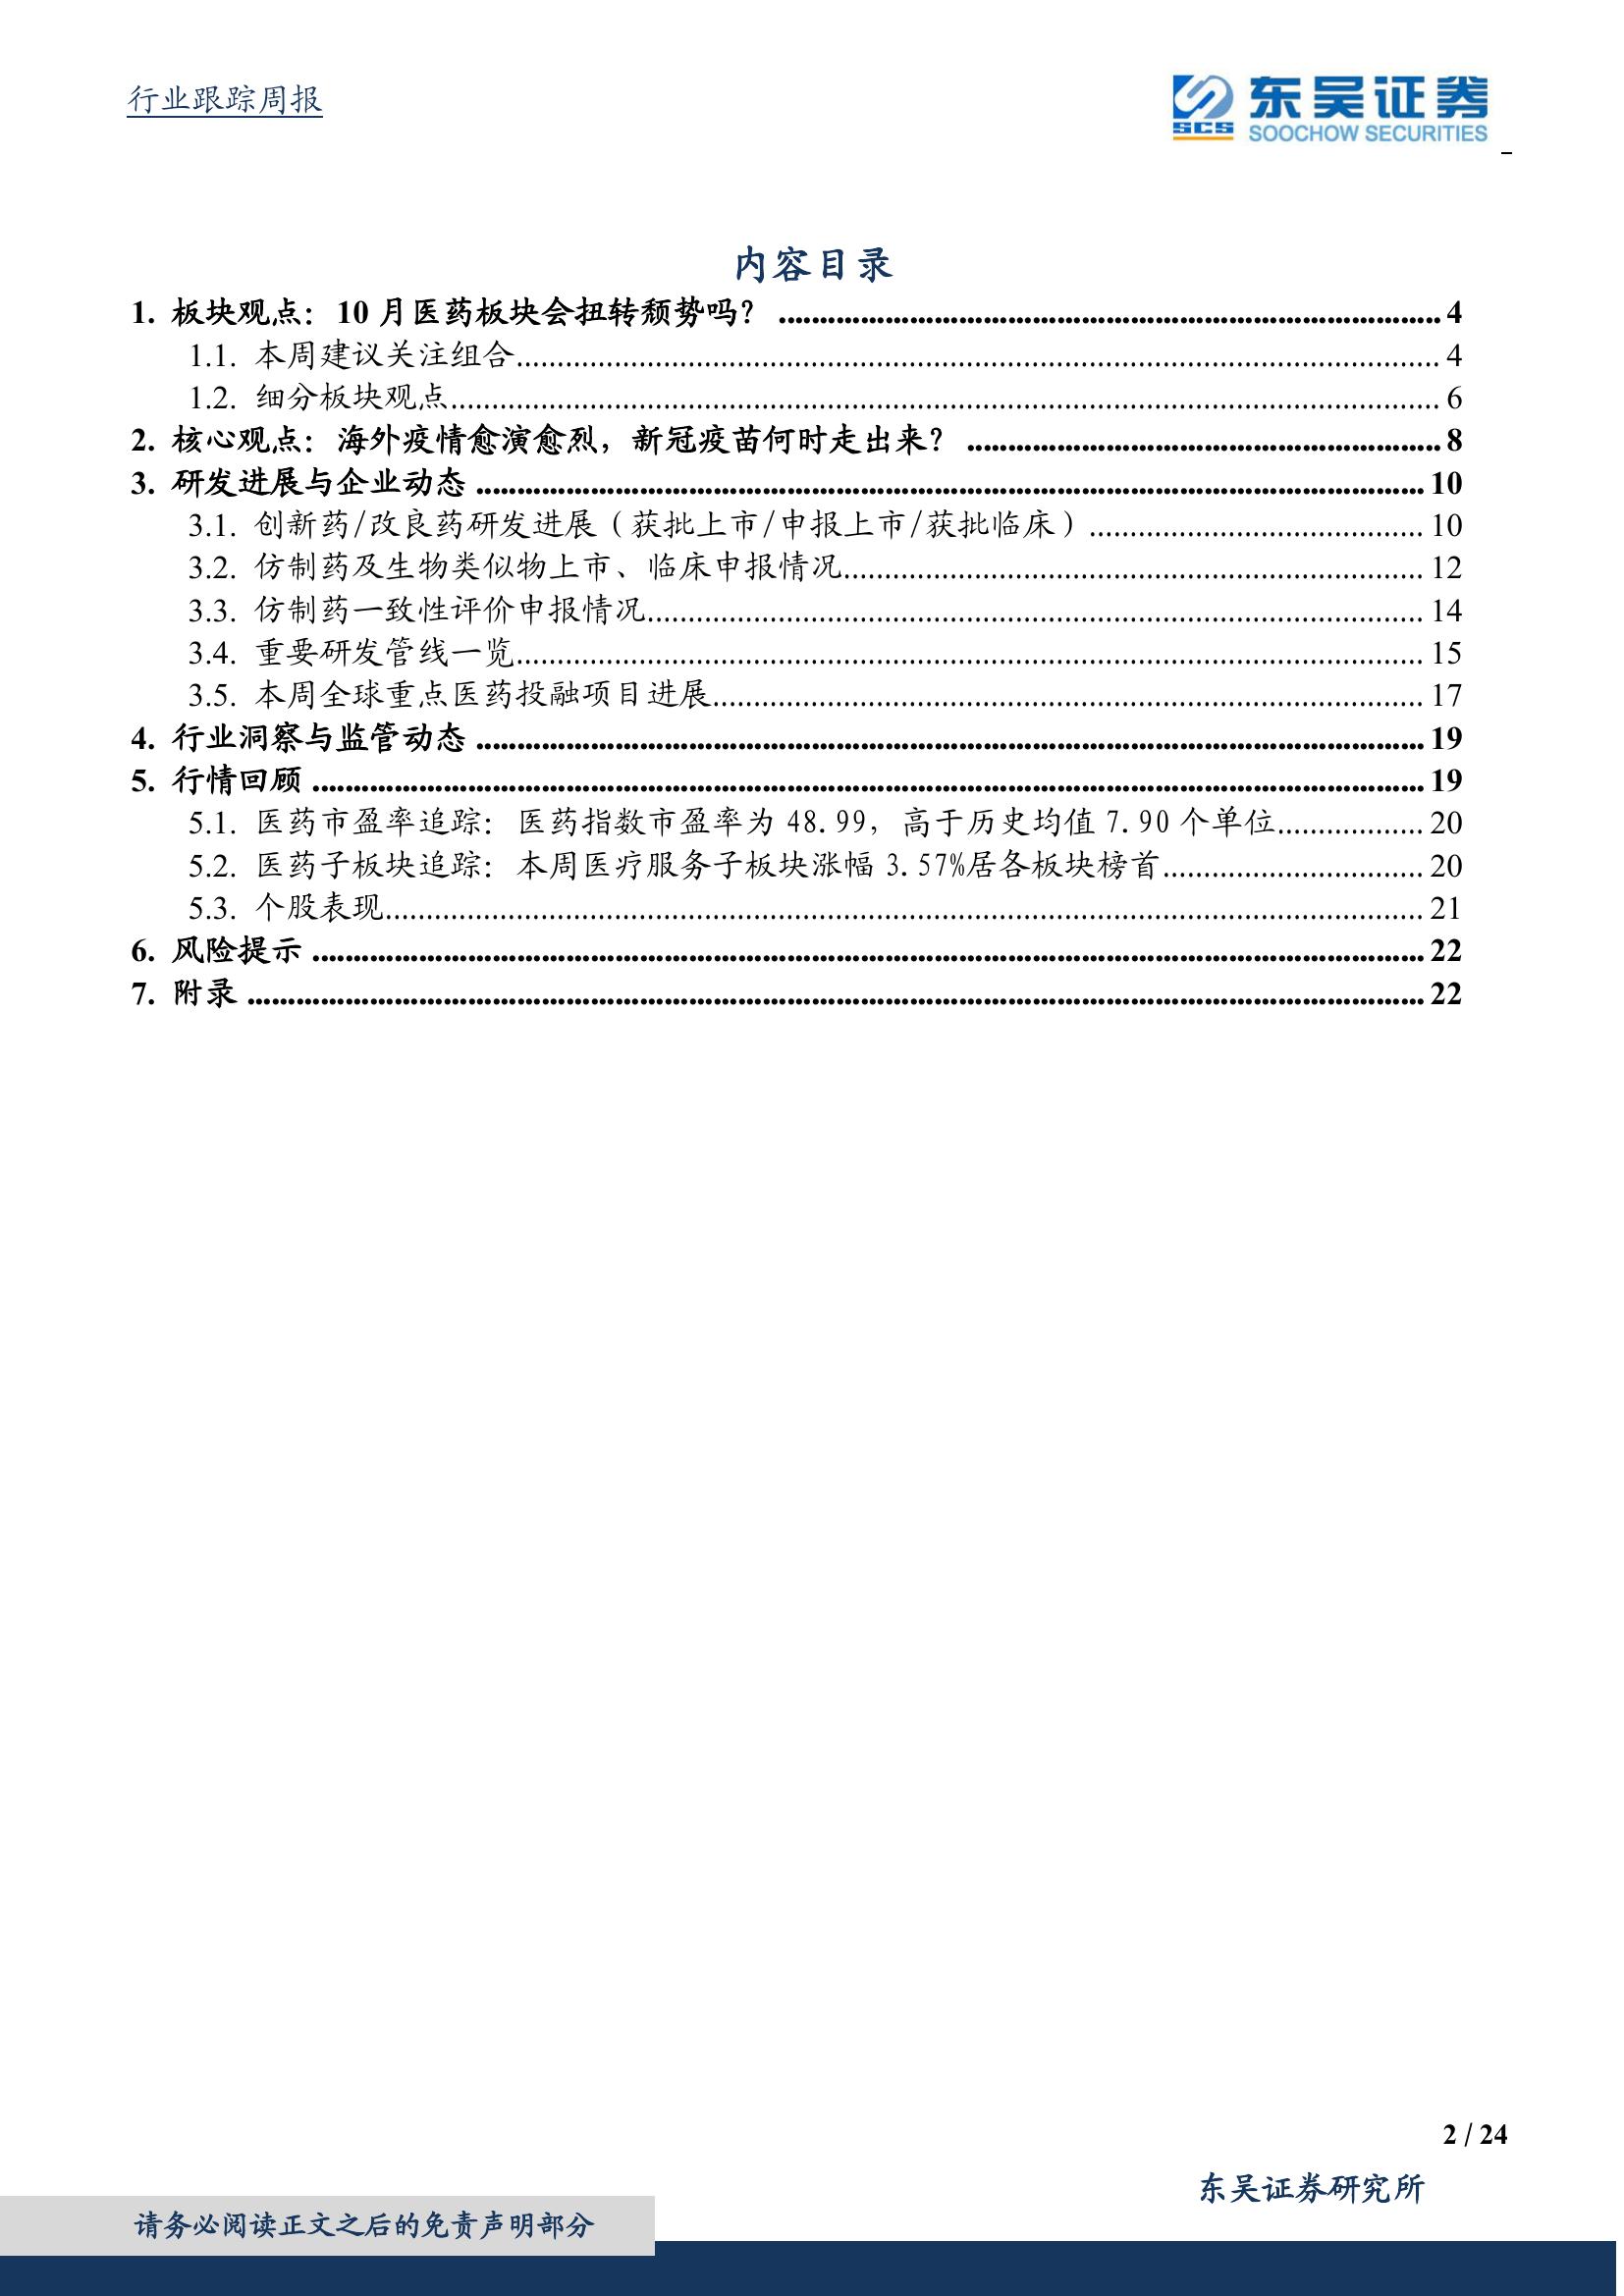 行业跟踪周报
SCS
东吴证券
SOOCHOW SECURITIES
内容目录
1. 板块观点：10 月医药板块会扭转颓势吗？ ........ 4
1.1. 本周建议关注组合........ 4
1.2. 细分板块观点........ 6
2. 核心观点：海外疫情愈演愈烈，新冠疫苗何时走出来？ ........ 8
3. 研发进展与企业动态 ........ 10
3.1. 创新药/改良药研发进展（获批上市/申报上市/获批临床）........ 10
3.2. 仿制药及生物类似物上市、临床申报情况........ 12
3.3. 仿制药一致性评价申报情况........ 14
3.4. 重要研发管线一览........ 15
3.5. 本周全球重点医药投融项目进展........ 17
4. 行业洞察与监管动态 ........ 19
5. 行情回顾 ........ 19
5.1. 医药市盈率追踪：医药指数市盈率为 48.99，高于历史均值 7.90 个单位........ 20
5.2. 医药子板块追踪：本周医疗服务子板块涨幅 3.57%居各板块榜首........ 20
5.3. 个股表现........ 21
6. 风险提示 ........ 22
7. 附录 ........ 22
2 / 24
东吴证券研究所
请务必阅读正文之后的免责声明部分